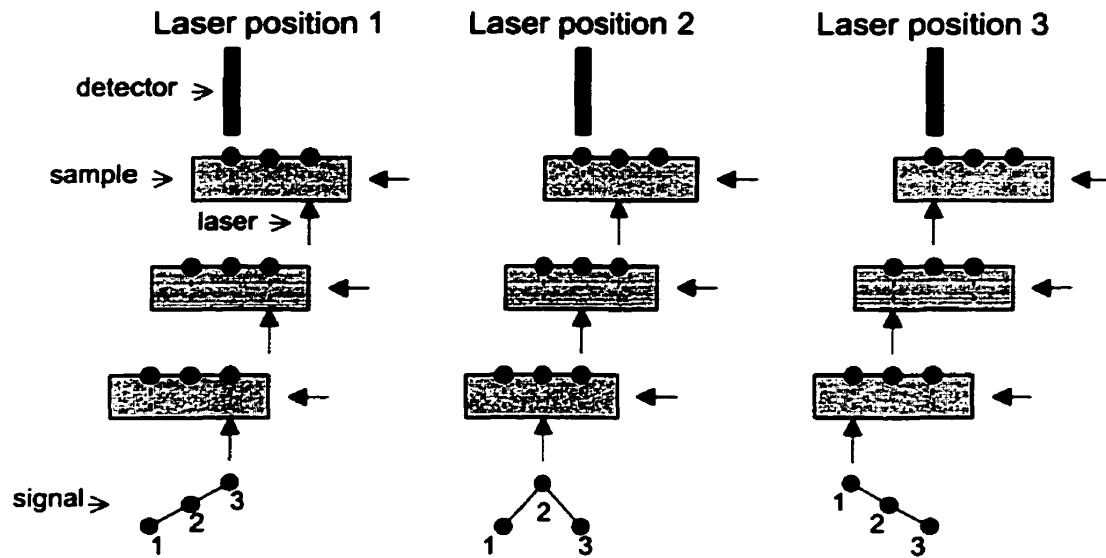 Laser position 1
Laser position 2
Laser position 3
detector
sample
laser
signal
1
2
3
1
2
3
1
2
3